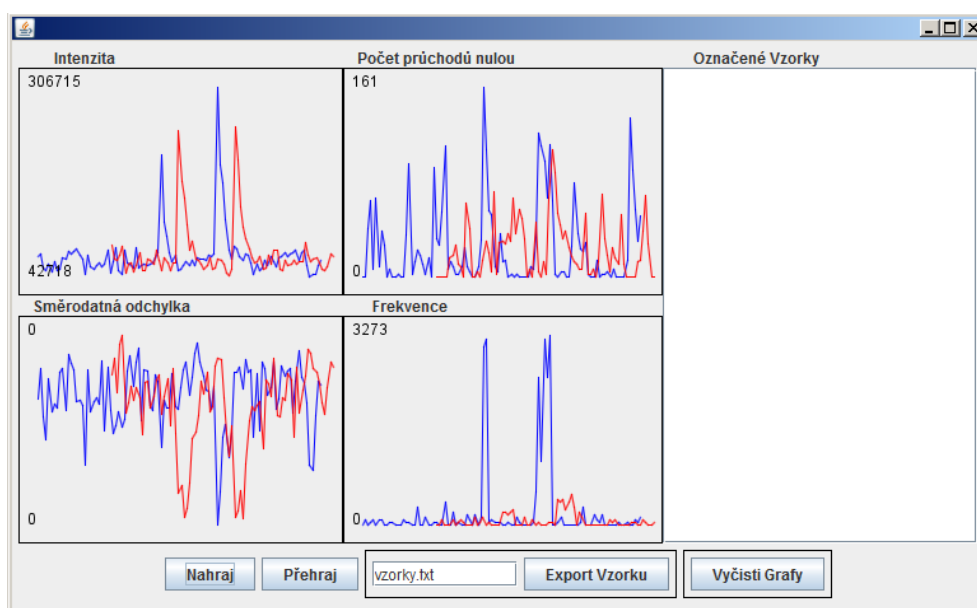 Intenzita
Počet průchodů nulou
Označené Vzorky
306715
42718
161
0
Směrodatná odchylka
Frekvence
0
0
3273
0
Nahraj
Přehraj
vzorky.txt
Export Vzorku
Vyčisti Grafy